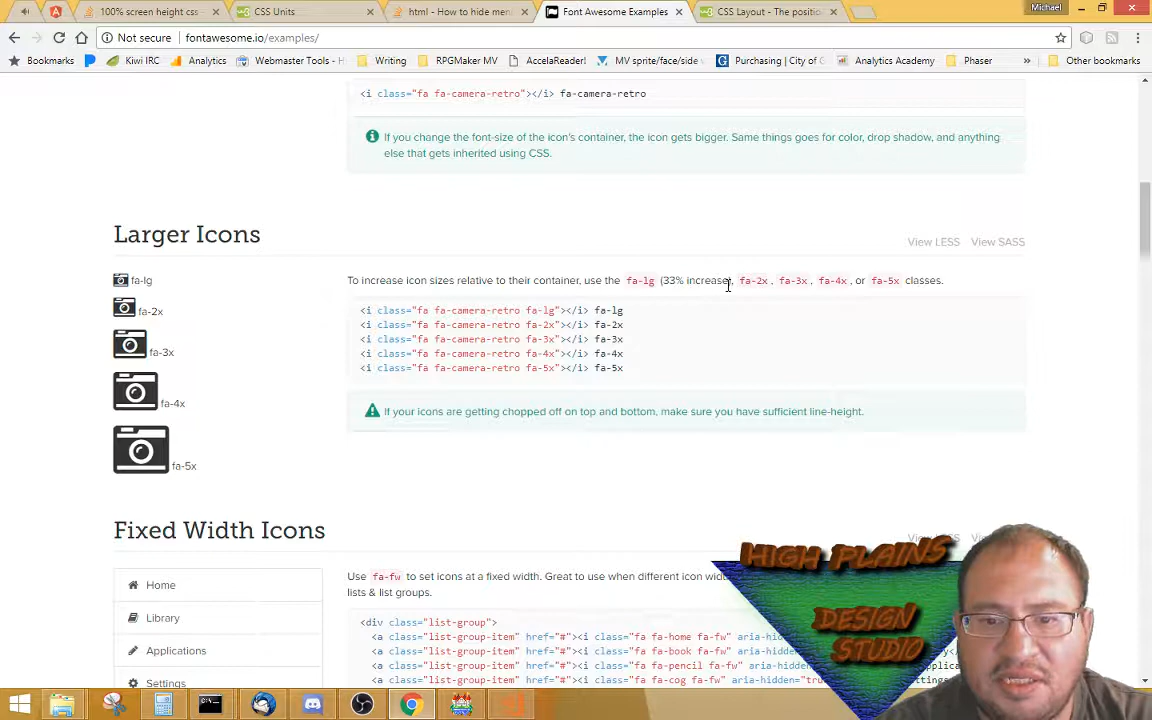 100% screen height css
CSS Units
html - How to hide men
Font Awesome Examples
CSS Layout - The positio
Michael
Not secure
fontawesome.io/examples/
Bookmarks
Kiwi IRC
Analytics
Webmaster Tools - H
Writing
RPGMaker MV
AccelaReader!
MV sprite/face/side
Purchasing | City of
Analytics Academy
Phaser
»
Other bookmarks
<i class="fa fa-camera-retro"></i> fa-camera-retro
If you change the font-size of the icon's container, the icon gets bigger. Same things goes for color, drop shadow, and anything
else that gets inherited using CSS.
Larger Icons
View LESS View SASS
fa-lg
fa-2x
fa-3x
fa-4x
fa-5x
To increase icon sizes relative to their container, use the fa-lg (33% increase), fa-2x, fa-3x, fa-4x, or fa-5x classes.
<i class="fa fa-camera-retro fa-lg"></i> fa-lg
<i class="fa fa-camera-retro fa-2x"></i> fa-2x
<i class="fa fa-camera-retro fa-3x"></i> fa-3x
<i class="fa fa-camera-retro fa-4x"></i> fa-4x
<i class="fa fa-camera-retro fa-5x"></i> fa-5x
If your icons are getting chopped off on top and bottom, make sure you have sufficient line-height.
Fixed Width Icons
Home
Library
Applications
Settings
Use fa-fw to set icons at a fixed width. Great to use when different icon wid
lists & list groups.
<div class="list-group">
<a class="list-group-item" href="#"><i class="fa fa-home fa-fw" aria-hidd
<a class="list-group-item" href="#"><i class="fa fa-book fa-fw" aria-hidd
<a class="list-group-item" href="#"><i class="fa fa-pencil fa-fw" aria-hi
<a class="list-group-item" href="#"><i class="fa fa-cog fa-fw" aria-hidden="tru
HIGH PLAINS
DESIGN
STUDIO